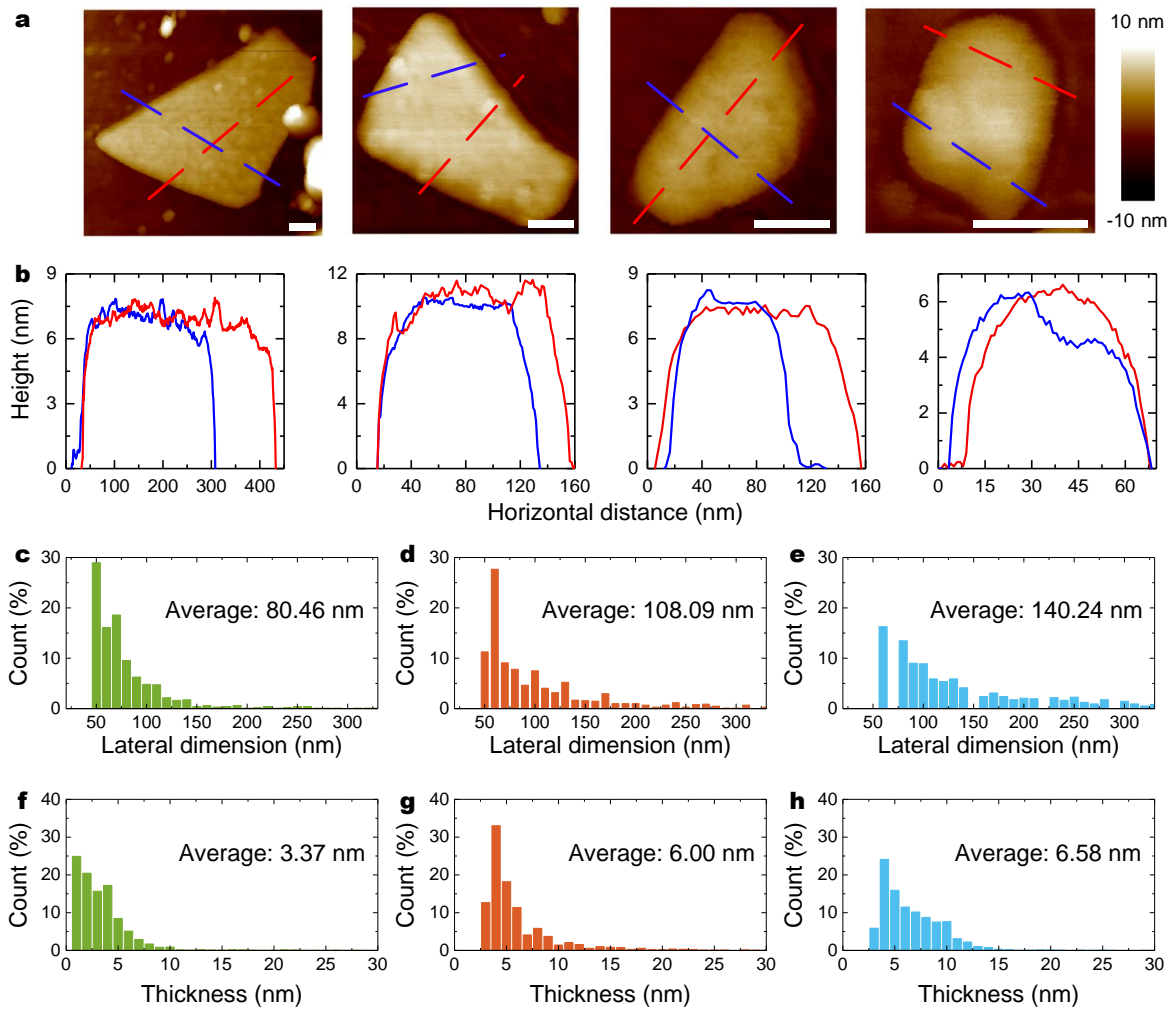 a
10 nm
-10 nm
b
Height (nm)
9
6
3
0
0 100 200 300 400
12
8
4
0
0 40 80 120 160
9
6
3
0
0 40 80 120 160
6
4
2
0
0 15 30 45 60
Horizontal distance (nm)
c
Count (%)
30
20
10
0
Average: 80.46 nm
50 100 150 200 250 300
Lateral dimension (nm)
d
Count (%)
30
20
10
0
Average: 108.09 nm
50 100 150 200 250 300
Lateral dimension (nm)
e
Count (%)
30
20
10
0
Average: 140.24 nm
50 100 150 200 250 300
Lateral dimension (nm)
f
Count (%)
40
30
20
10
0
Average: 3.37 nm
0 5 10 15 20 25 30
Thickness (nm)
g
Count (%)
40
30
20
10
0
Average: 6.00 nm
0 5 10 15 20 25 30
Thickness (nm)
h
Count (%)
40
30
20
10
0
Average: 6.58 nm
0 5 10 15 20 25 30
Thickness (nm)